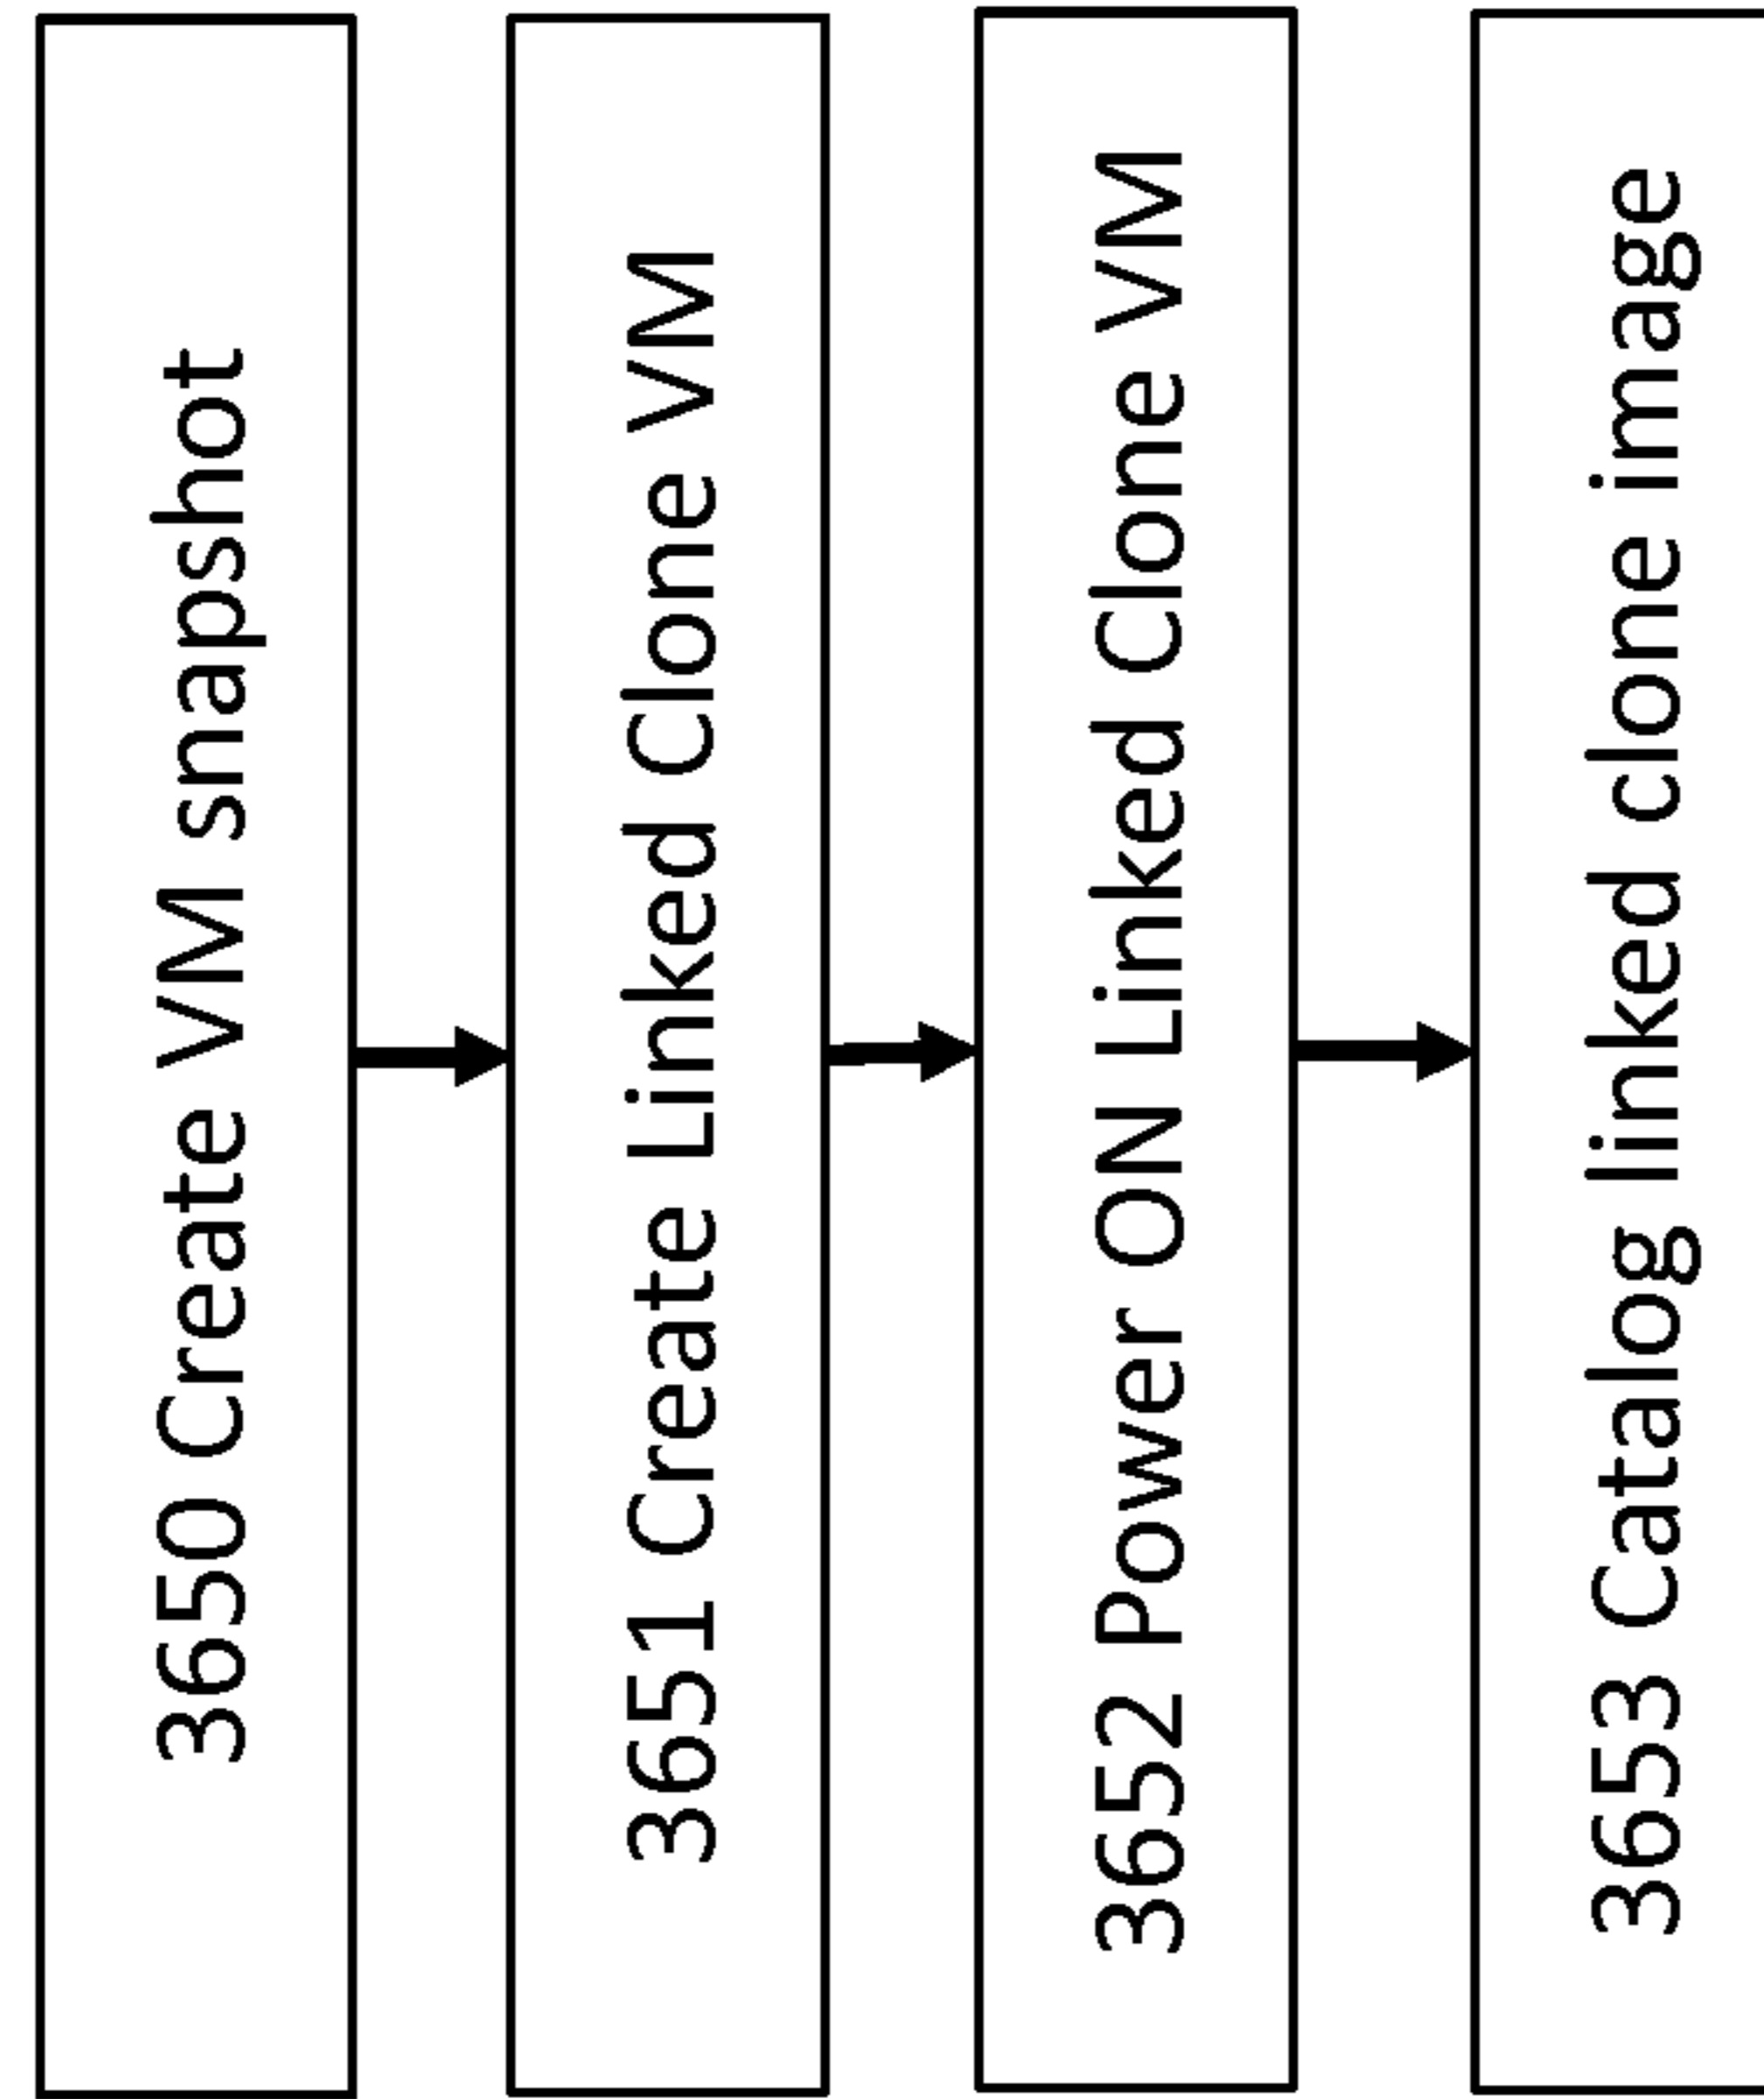 3650 Create VM snapshot
3651 Create Linked Clone VM
3652 Power ON Linked Clone VM
3653 Catalog linked clone image